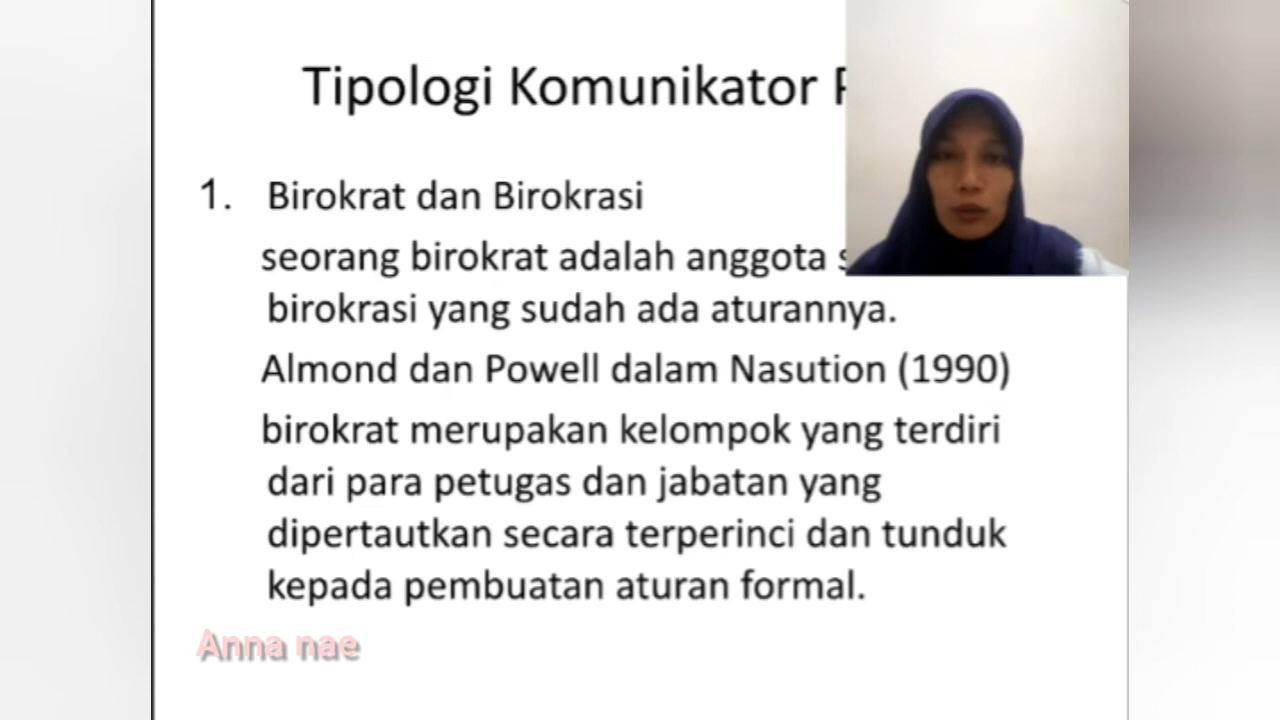 Tipologi Komunikator
1. Birokrat dan Birokrasi
seorang birokrat adalah anggota
birokrasi yang sudah ada aturannya.
Almond dan Powell dalam Nasution (1990)
birokrat merupakan kelompok yang terdiri
dari para petugas dan jabatan yang
dipertautkan secara terperinci dan tunduk
kepada pembuatan aturan formal.
Anna nae